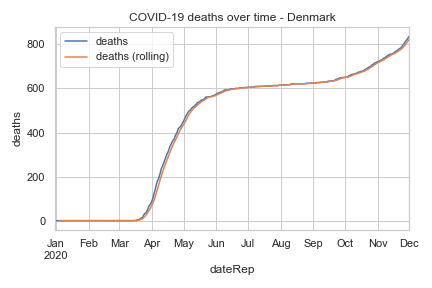 COVID-19 deaths over time - Denmark
deaths
deaths (rolling)
800
600
400
200
0
deaths
Jan Feb Mar Apr May Jun Jul Aug Sep Oct Nov Dec
2020
dateRep